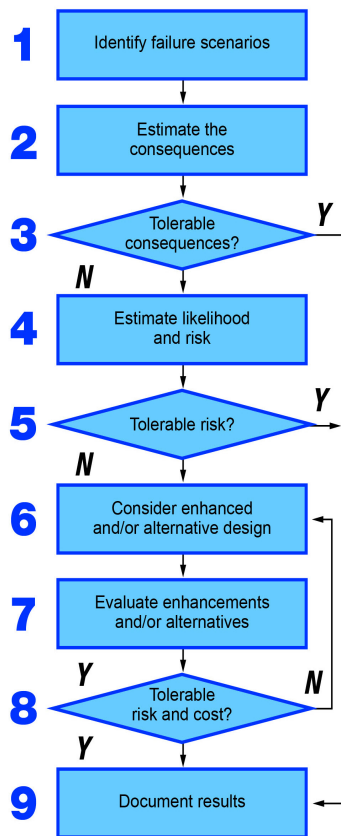 1
Identify failure scenarios
2
Estimate the
consequences
3
Tolerable
consequences?
Y
N
4
Estimate likelihood
and risk
5
Tolerable risk?
Y
N
6
Consider enhanced
and/or alternative design
7
Evaluate enhancements
and/or alternatives
Y
8
Tolerable
risk and cost?
N
Y
9
Document results